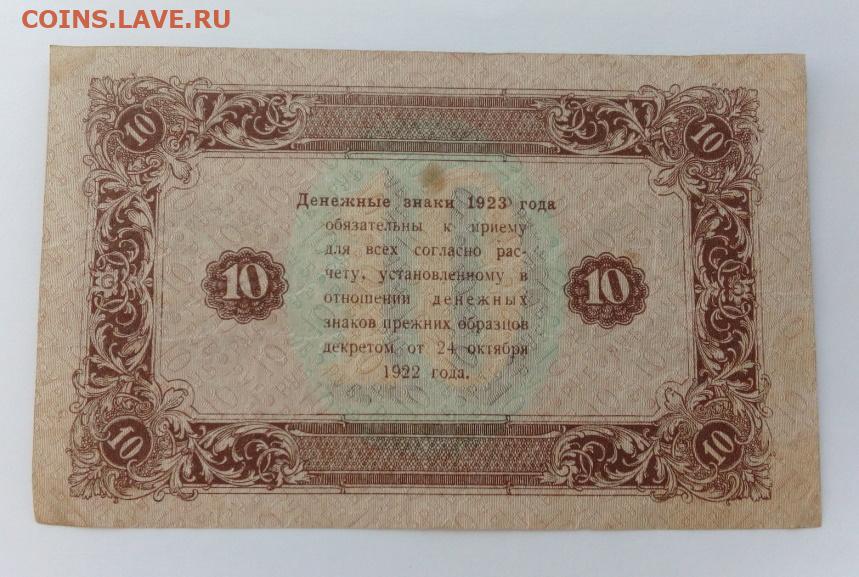 COINS.LAVE.RU
10 10
Денежные знаки 1923 года
обязательны к приему
для всех согласно рас-
чету, установленному в
отношении денежных
знаков прежних образцов
декретом от 24 октября
1922 года.
10 10
10 10